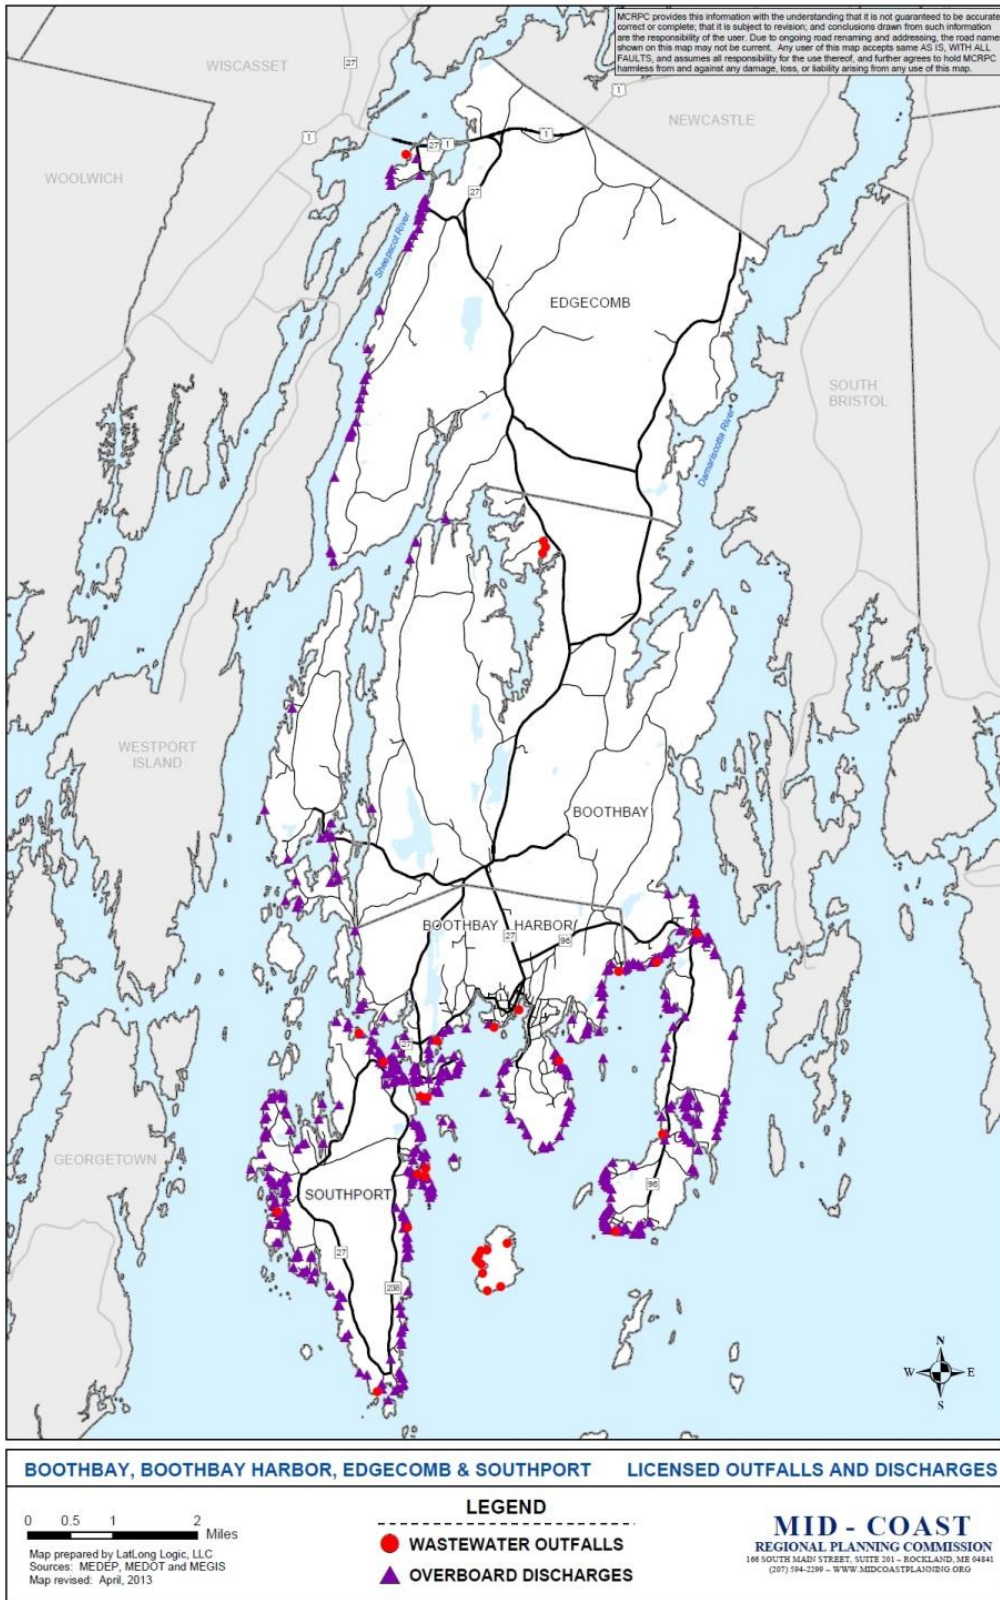 MCRPC provides this information with the understanding that it is not guaranteed to be accurate
correct or complete; that it is subject to revision; and conclusions drawn from such information
are the responsibility of the user. Due to ongoing road renaming and addressing, the road name
shown on this map may not be current. Any user of this map accepts same AS IS, WITH ALL
FAULTS, and assumes all responsibility for the use thereof, and further agrees to hold MCRPC
harmless from and against any damage, loss, or liability arising from any use of this map.
WISCASSET
27
1
NEWCASTLE
1
27
1
1
WOOLWICH
27
Sheepscot River
EDGECOMB
SOUTH
BRISTOL
Damariscotta River
WESTPORT
ISLAND
BOOTHBAY
BOOTHBAY HARBOR
27
96
27
GEORGETOWN
SOUTHPORT
96
27
238
N
W
E
S
BOOTHBAY, BOOTHBAY HARBOR, EDGECOMB & SOUTHPORT LICENSED OUTFALLS AND DISCHARGES
0 0.5 1 2
Miles
Map prepared by LatLong Logic, LLC
Sources: MEDEP, MEDOT and MEGIS
Map revised: April, 2013
LEGEND
WASTEWATER OUTFALLS
OVERBOARD DISCHARGES
MID - COAST
REGIONAL PLANNING COMMISSION
166 SOUTH MAIN STREET, SUITE 201 ~ ROCKLAND, ME 04841
(207) 594-2299 ~ WWW.MIDCOASTPLANNING.ORG